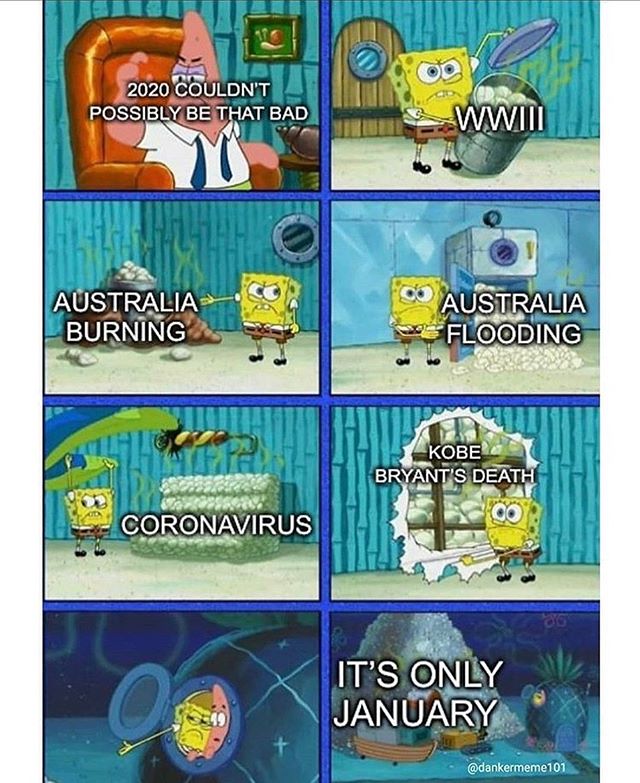 2020 COULDN'T
POSSIBLY BE THAT BAD
WWIII
AUSTRALIA
BURNING
AUSTRALIA
FLOODING
CORONAVIRUS
KOBE
BRYANT'S DEATH
IT'S ONLY
JANUARY
@dankermeme101